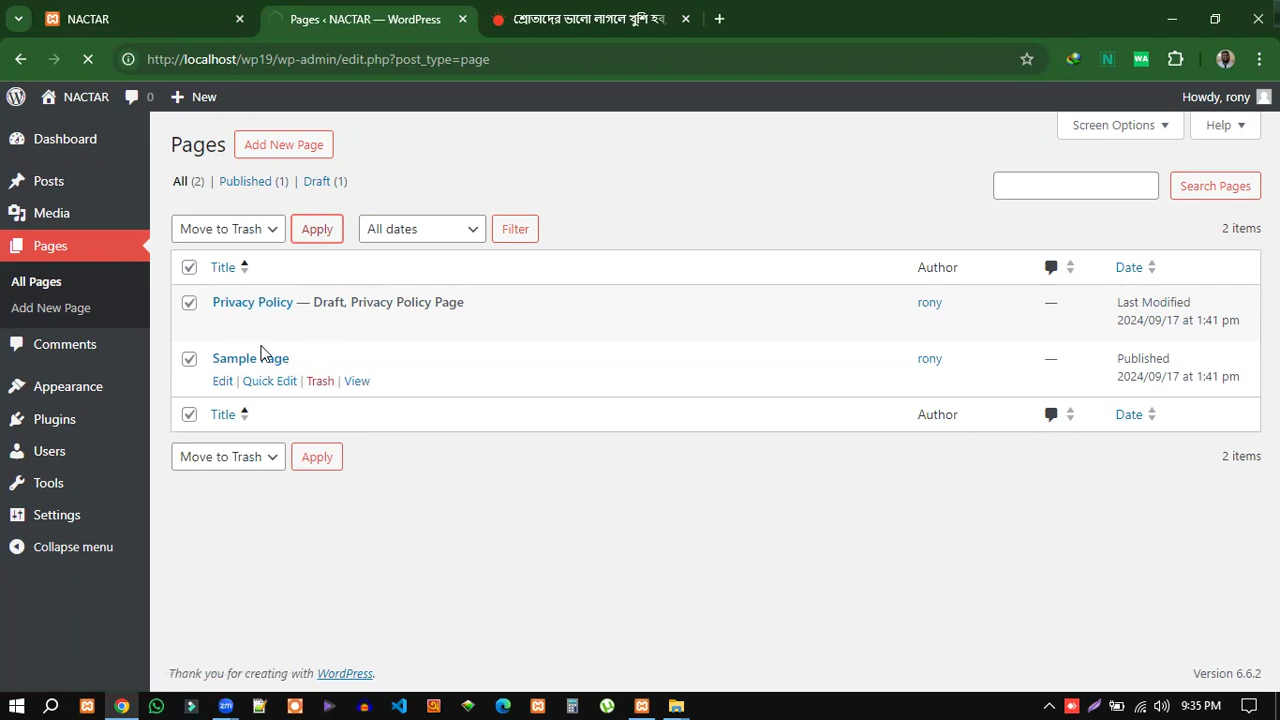 NACTAR
Pages ‹ NACTAR — WordPress
শ্রোতাদের ভালো লাগলে খুশি হব,
http://localhost/wp19/wp-admin/edit.php?post_type=page
NACTAR 0 New Howdy, rony
Screen Options Help
Dashboard
Posts
Media
Pages
All Pages
Add New Page
Comments
Appearance
Plugins
Users
Tools
Settings
Collapse menu
Pages Add New Page
All (2) | Published (1) | Draft (1)
Search Pages
Move to Trash Apply All dates Filter 2 items
Title Author Date
Privacy Policy — Draft, Privacy Policy Page rony — Last Modified
2024/09/17 at 1:41 pm
Sample Page rony — Published
2024/09/17 at 1:41 pm
Edit | Quick Edit | Trash | View
Title Author Date
Move to Trash Apply 2 items
Thank you for creating with WordPress. Version 6.6.2
9:35 PM